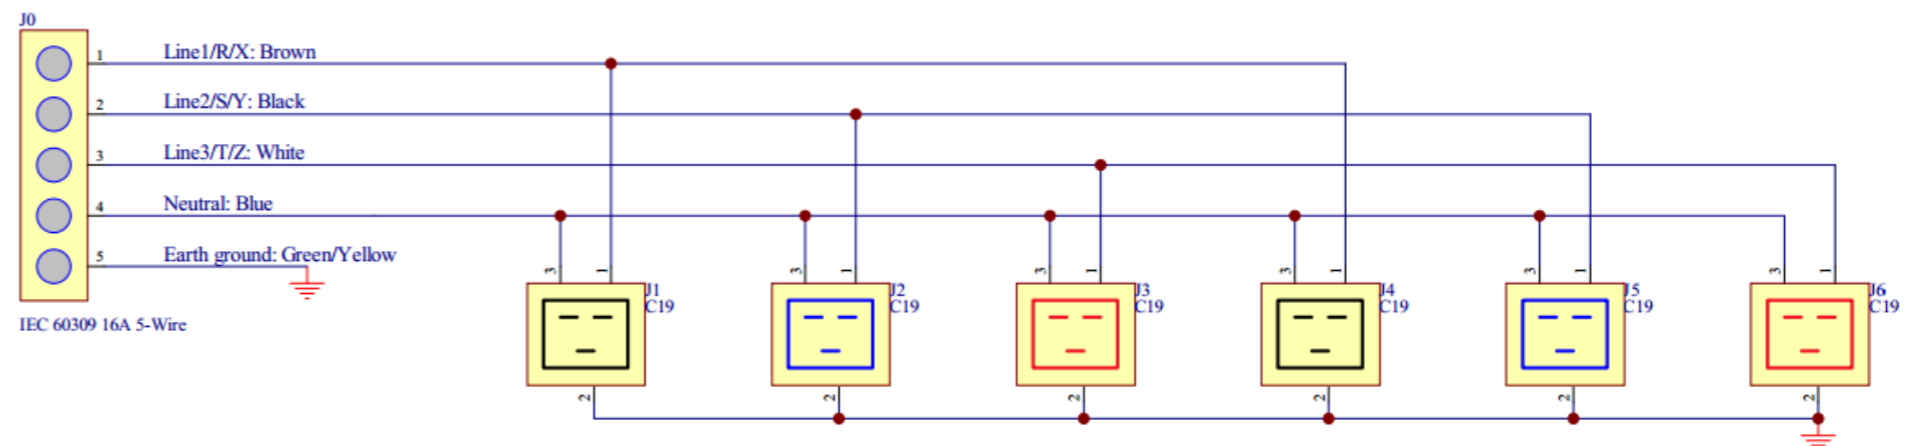 J0
1
Line1/R/X: Brown
2
Line2/S/Y: Black
3
Line3/T/Z: White
4
Neutral: Blue
5
Earth ground: Green/Yellow
IEC 60309 16A 5-Wire
3
1
J1
C19
2
3
1
J2
C19
2
3
1
J3
C19
2
3
1
J4
C19
2
3
1
J5
C19
2
3
1
J6
C19
2